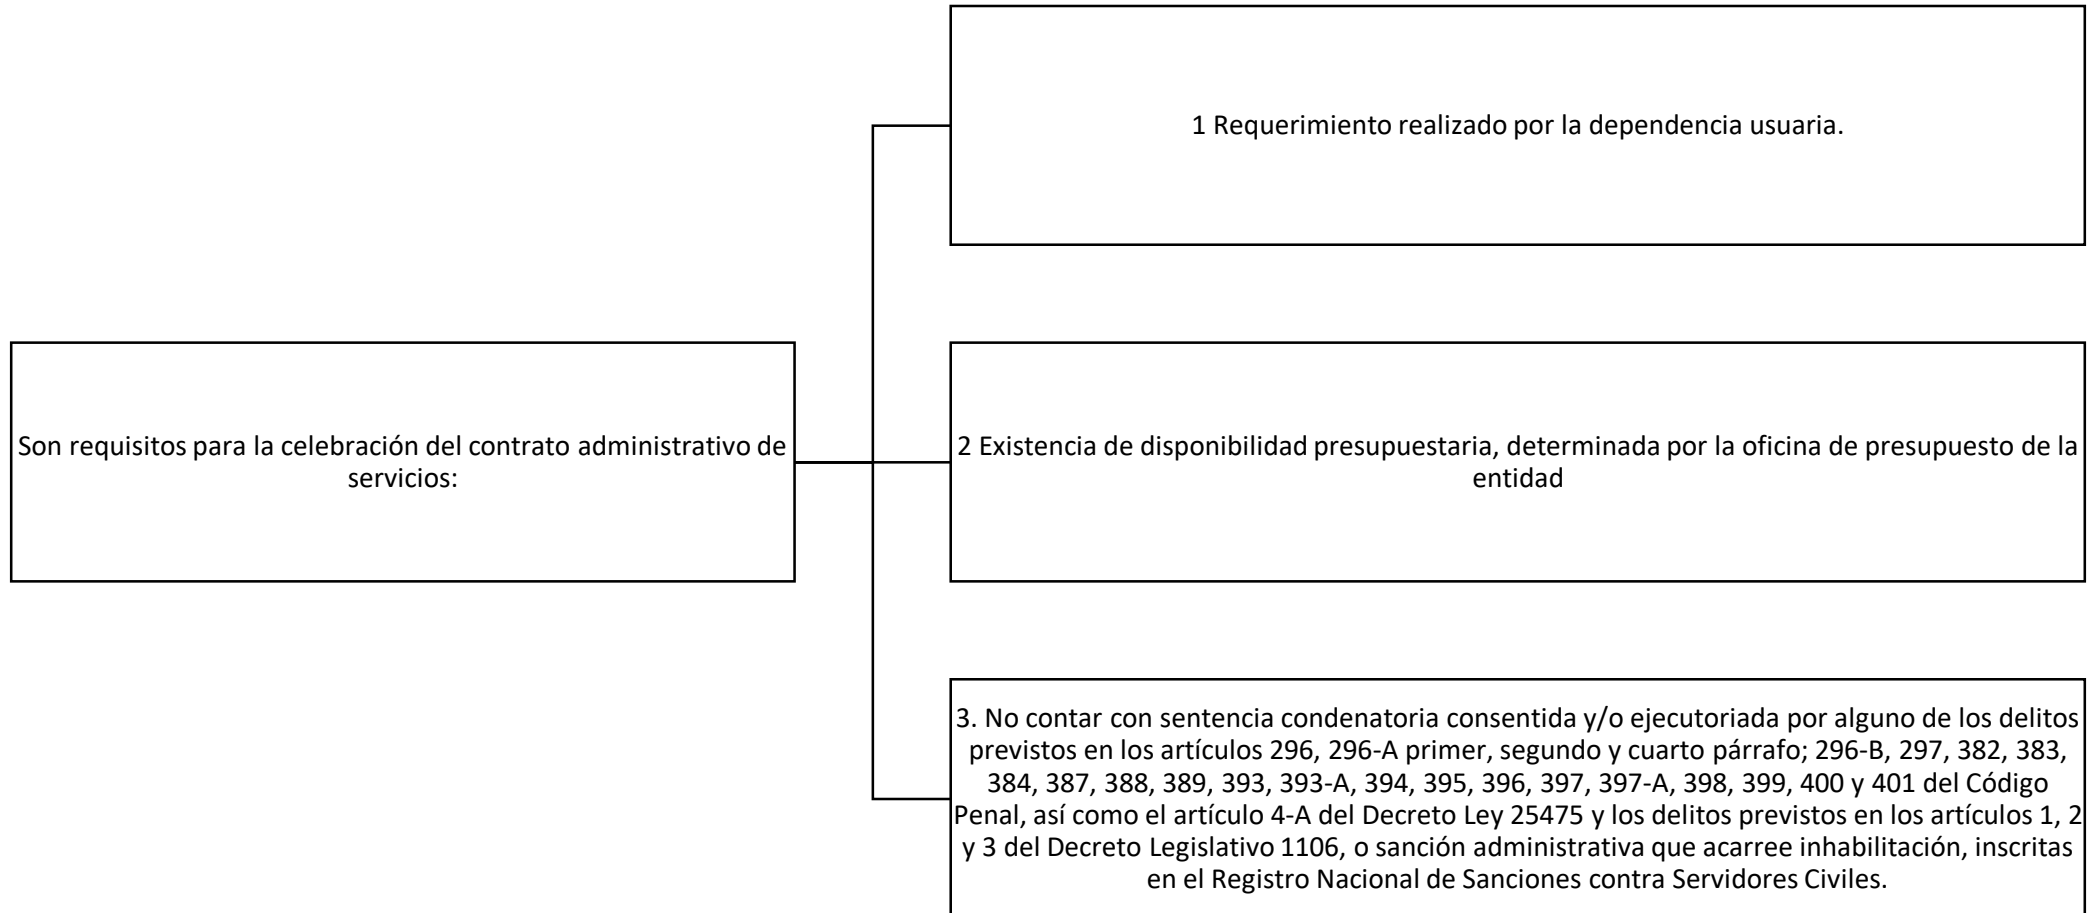 1 Requerimiento realizado por la dependencia usuaria.
Son requisitos para la celebración del contrato administrativo de
servicios:
2 Existencia de disponibilidad presupuestaria, determinada por la oficina de presupuesto de la
entidad
3. No contar con sentencia condenatoria consentida y/o ejecutoriada por alguno de los delitos
previstos en los artículos 296, 296-A primer, segundo y cuarto párrafo; 296-B, 297, 382, 383,
384, 387, 388, 389, 393, 393-A, 394, 395, 396, 397, 397-A, 398, 399, 400 y 401 del Código
Penal, así como el artículo 4-A del Decreto Ley 25475 y los delitos previstos en los artículos 1, 2
y 3 del Decreto Legislativo 1106, o sanción administrativa que acarree inhabilitación, inscritas
en el Registro Nacional de Sanciones contra Servidores Civiles.